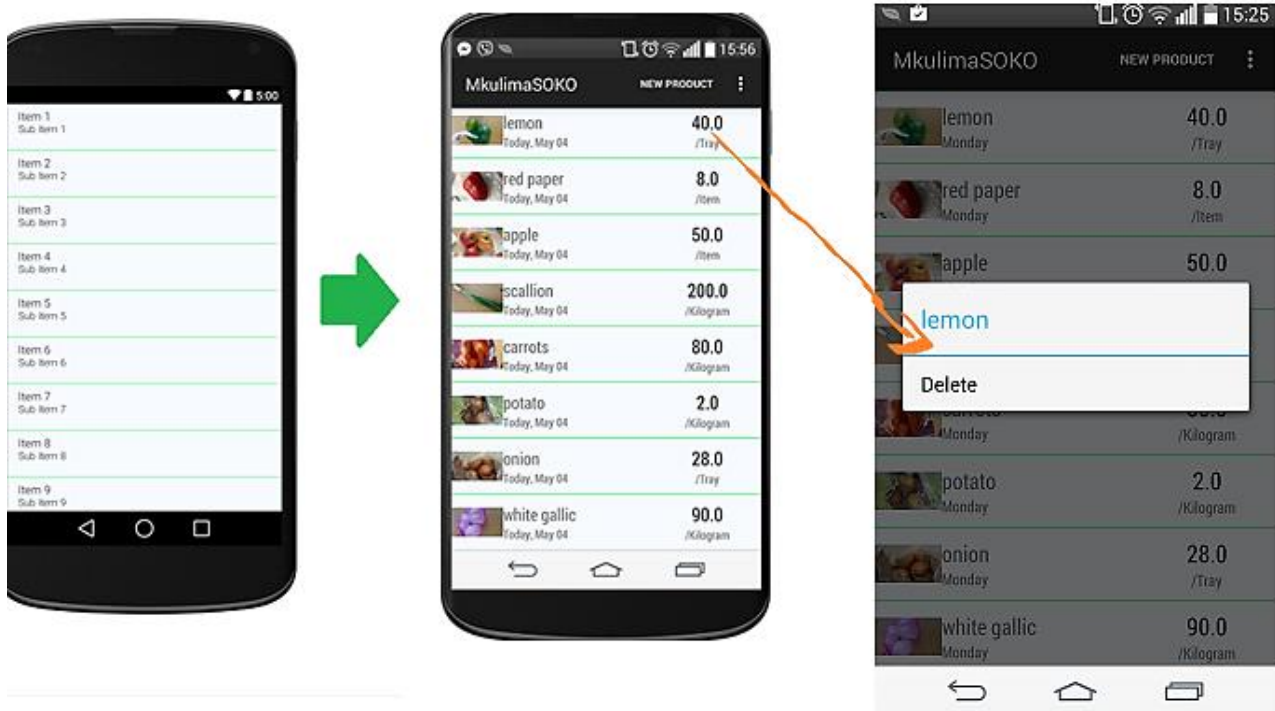 5:00
Item 1
Sub Item 1
Item 2
Sub Item 2
Item 3
Sub Item 3
Item 4
Sub Item 4
Item 5
Sub Item 5
Item 6
Sub Item 6
Item 7
Sub Item 7
Item 8
Sub Item 8
Item 9
Sub Item 9
15:56
MkulimaSOKO NEW PRODUCT
lemon 40.0
Today, May 04 /Tray
red paper 8.0
Today, May 04 /Item
apple 50.0
Today, May 04 /Item
scallion 200.0
Today, May 04 /Kilogram
carrots 80.0
Today, May 04 /Kilogram
potato 2.0
Today, May 04 /Kilogram
onion 28.0
Today, May 04 /Tray
white gallic 90.0
Today, May 04 /Kilogram
15:25
MkulimaSOKO NEW PRODUCT
lemon 40.0
Monday /Tray
red paper 8.0
Monday /Item
apple 50.0
lemon
Delete
Monday /Kilogram
potato 2.0
Monday /Kilogram
onion 28.0
Monday /Tray
white gallic 90.0
Monday /Kilogram